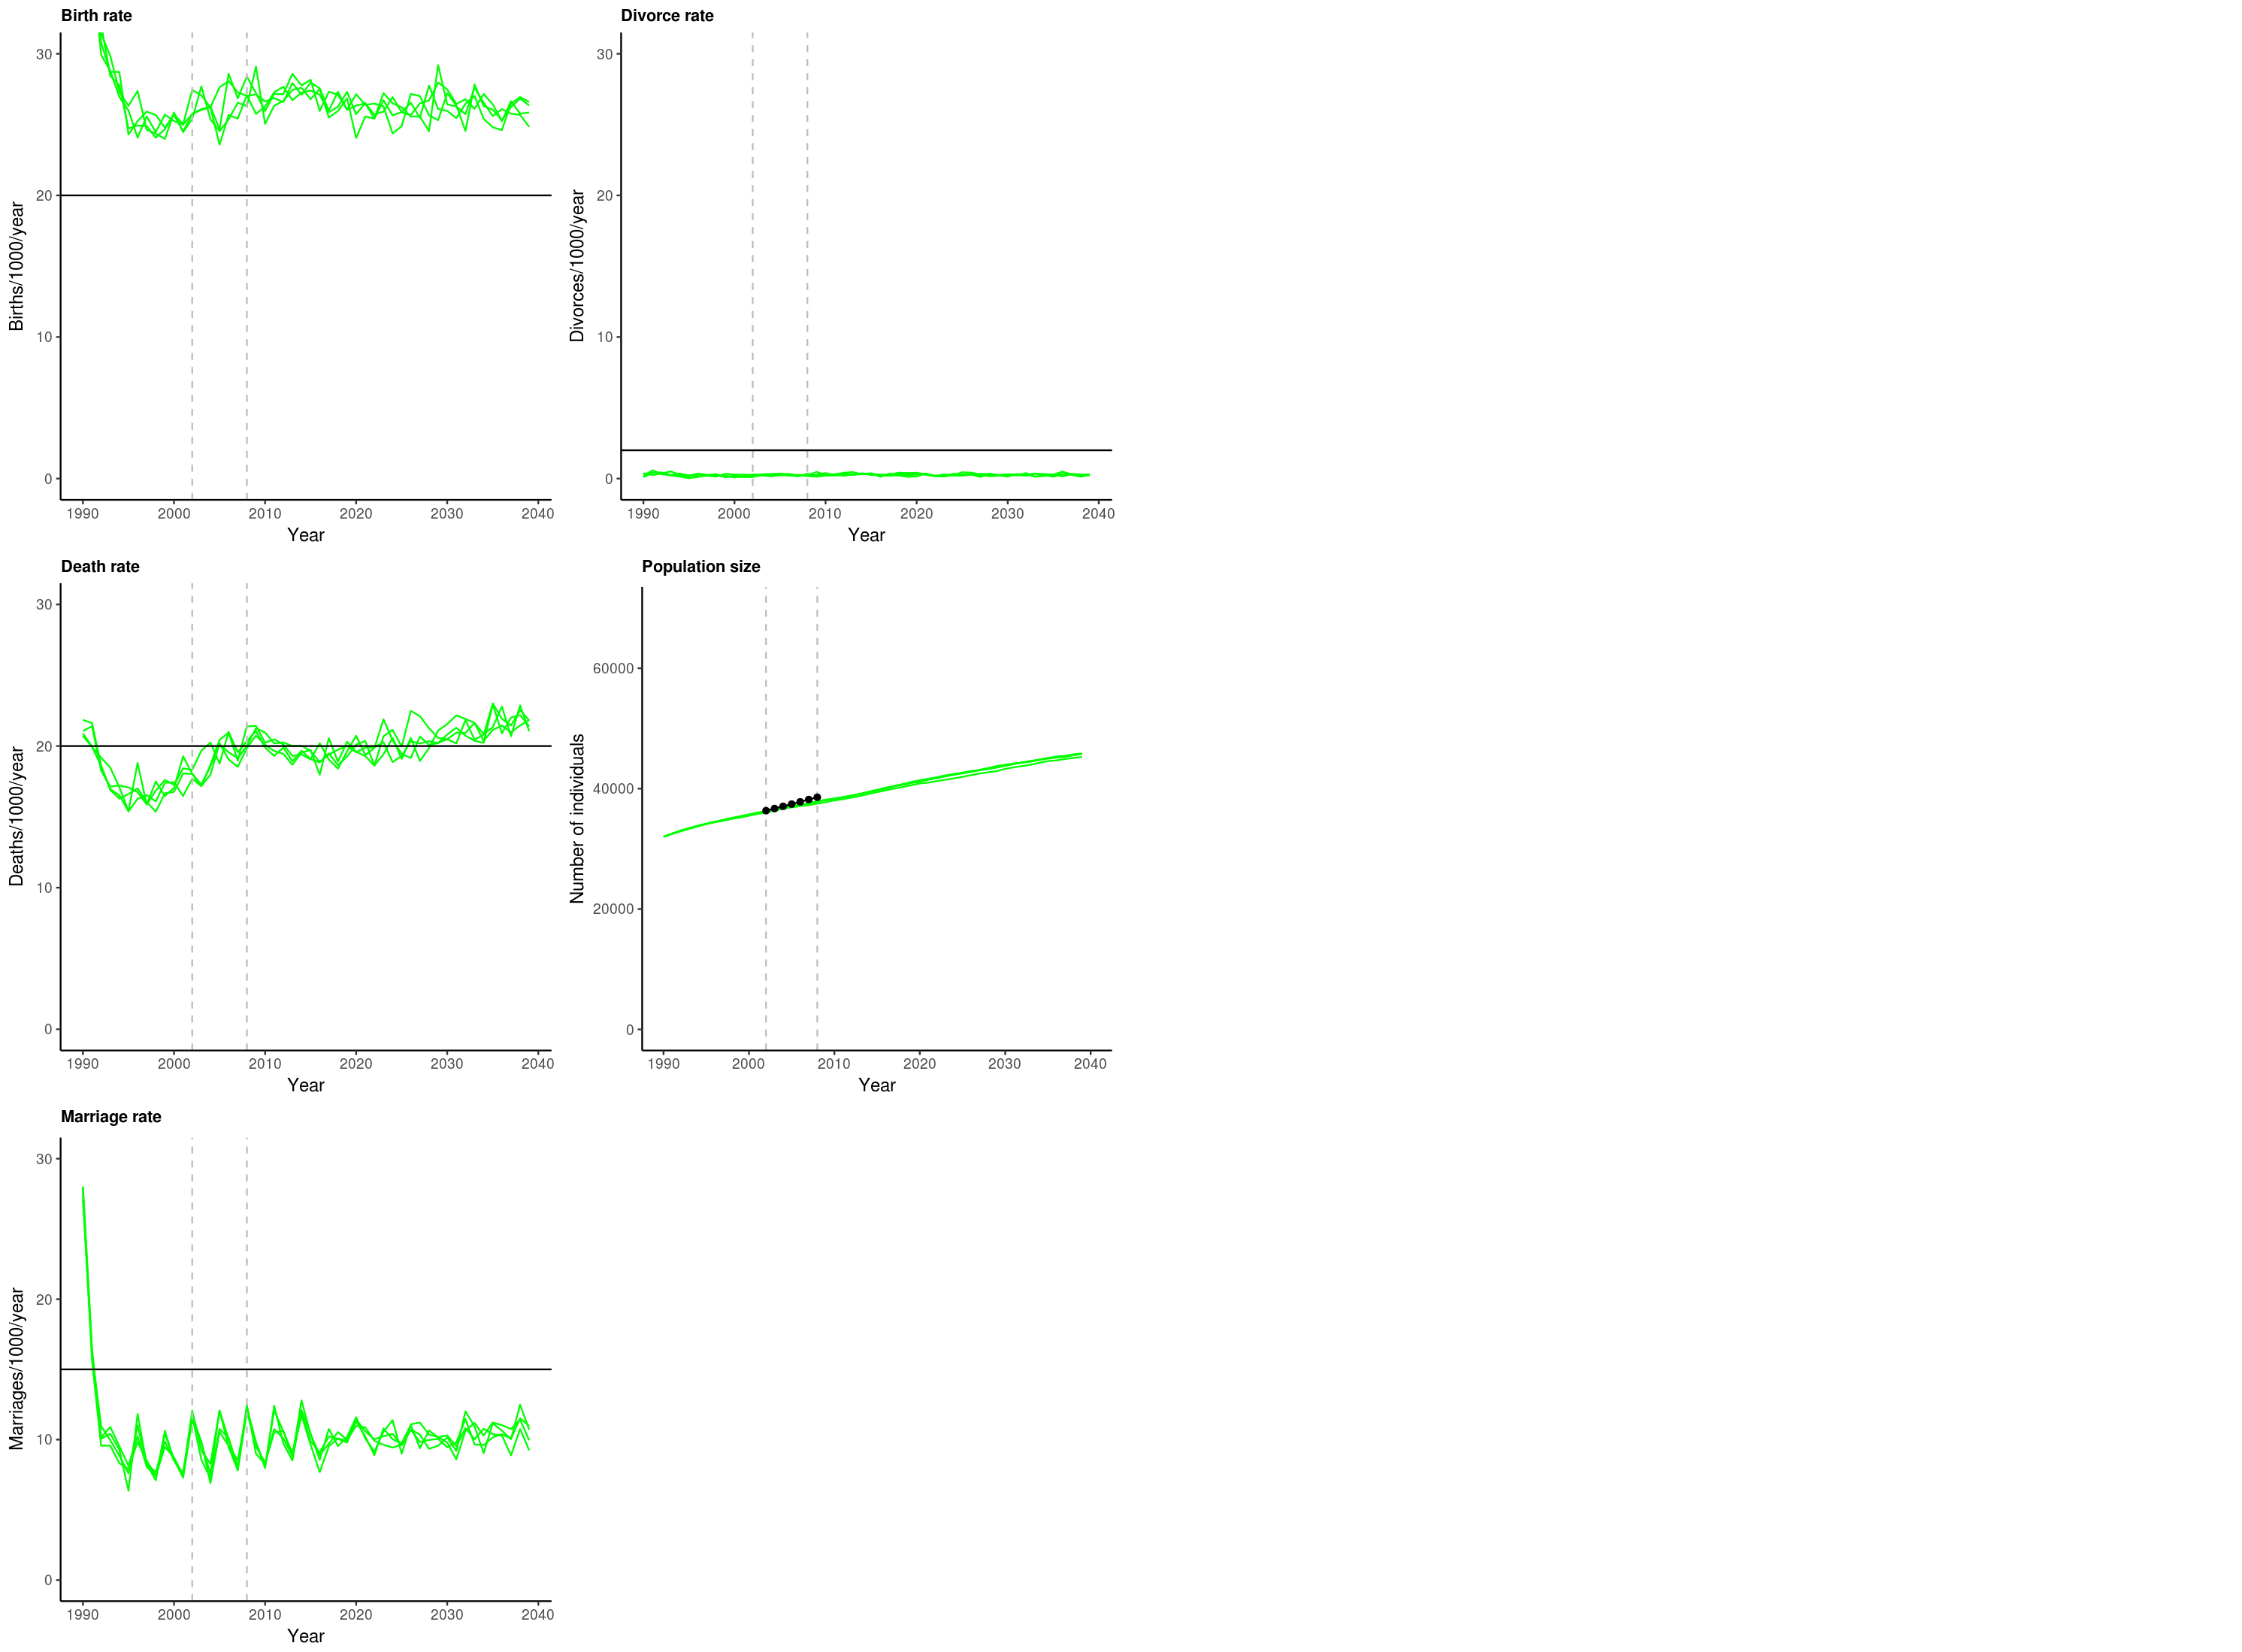 Birth rate
Births/1000/year
30
20
10
0
1990 2000 2010 2020 2030 2040
Year
Divorce rate
Divorces/1000/year
30
20
10
0
1990 2000 2010 2020 2030 2040
Year
Death rate
Deaths/1000/year
30
20
10
0
1990 2000 2010 2020 2030 2040
Year
Population size
Number of individuals
60000
40000
20000
0
1990 2000 2010 2020 2030 2040
Year
Marriage rate
Marriages/1000/year
30
20
10
0
1990 2000 2010 2020 2030 2040
Year